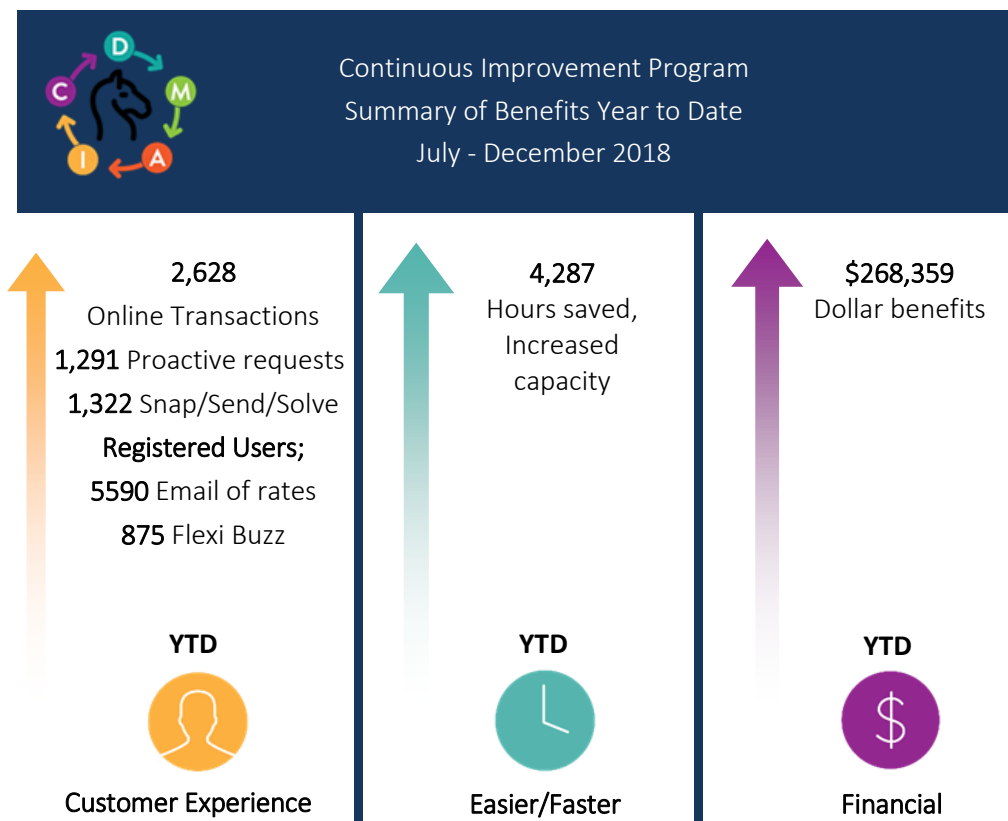 D
M
A
I
C
Continuous Improvement Program
Summary of Benefits Year to Date
July - December 2018
2,628
Online Transactions
1,291 Proactive requests
1,322 Snap/Send/Solve
Registered Users;
5590 Email of rates
875 Flexi Buzz
YTD
Customer Experience
4,287
Hours saved,
Increased
capacity
YTD
Easier/Faster
$268,359
Dollar benefits
YTD
$
Financial